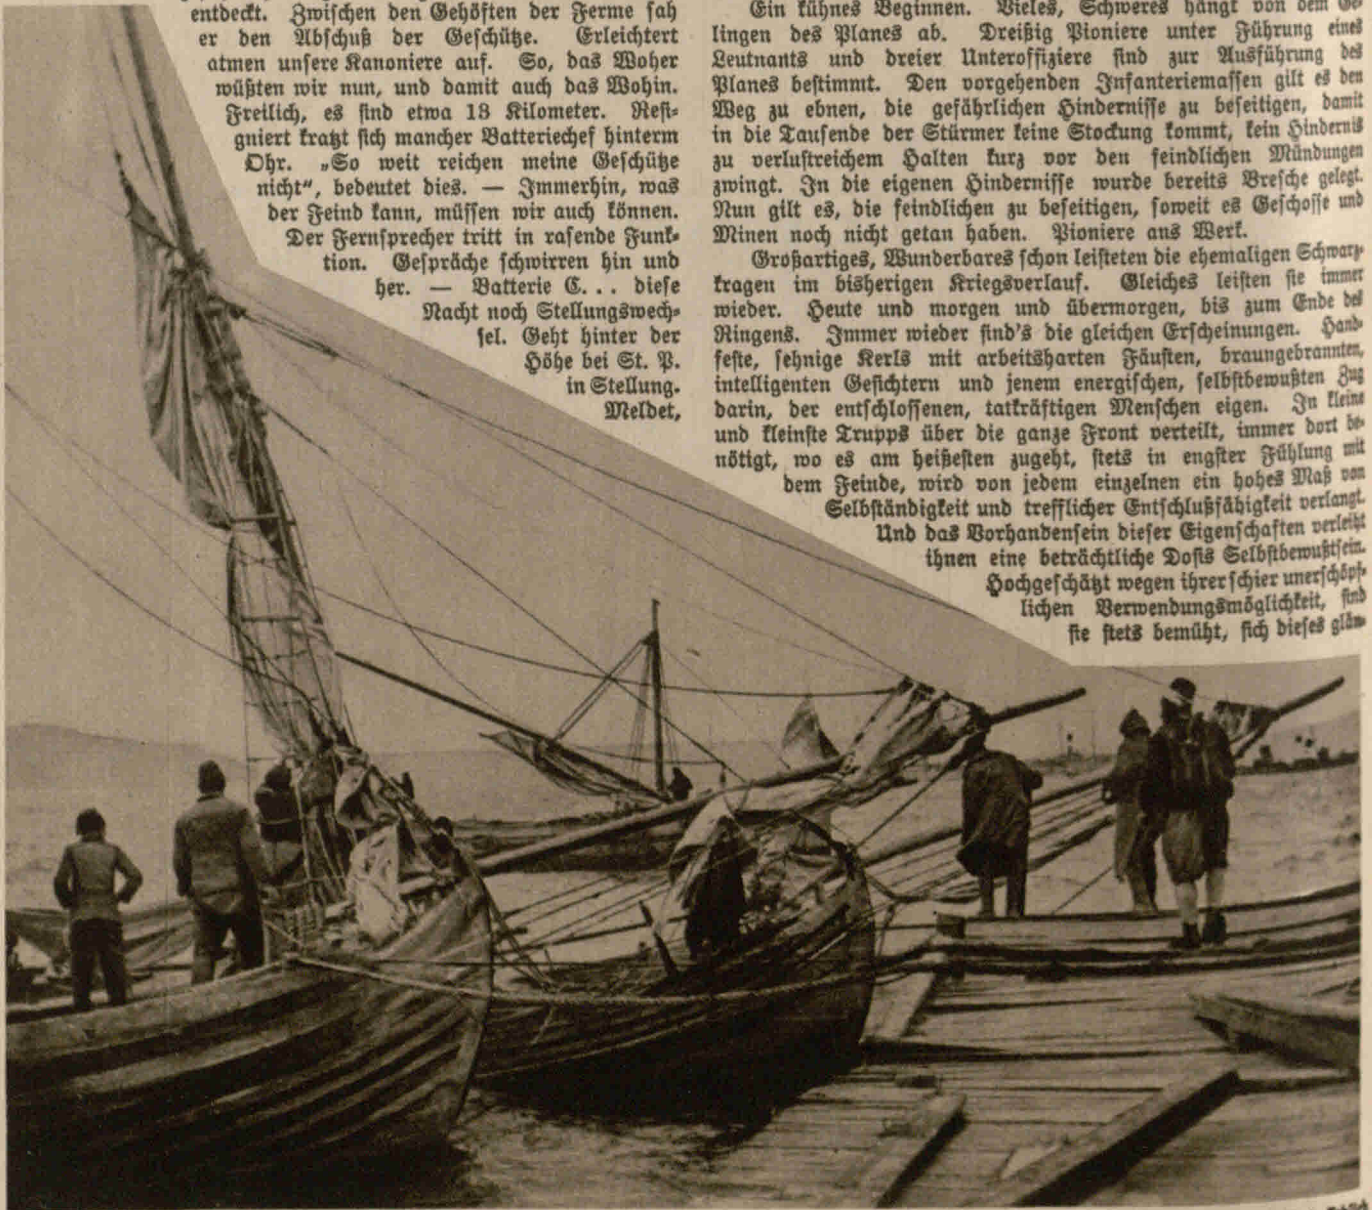 entdeckt. Zwischen den Gehöften der Ferme sah
er den Abschuß der Geschütze. Erleichtert
atmen unsere Kanoniere auf. So, das Woher
wüßten wir nun, und damit auch das Wohin.
Freilich, es sind etwa 13 Kilometer. Resi-
gniert kratzt sich mancher Batteriechef hinterm
Ohr. „So weit reichen meine Geschütze
nicht“, bedeutet dies. — Immerhin, was
der Feind kann, müssen wir auch können.
Der Fernsprecher tritt in rasende Funk-
tion. Gespräche schwirren hin und
her. — Batterie C... diese
Nacht noch Stellungswech-
sel. Geht hinter der
Höhe bei St. P.
in Stellung.
Meldet,
Ein kühnes Beginnen. Vieles, Schweres hängt von dem Ge-
lingen des Planes ab. Dreißig Pioniere unter Führung eines
Leutnants und dreier Unteroffiziere sind zur Ausführung des
Planes bestimmt. Den vorgehenden Infanteriemassen gilt es den
Weg zu ebnen, die gefährlichen Hindernisse zu beseitigen, damit
in die Tausende der Stürmer keine Stockung kommt, kein Hindernis
zu verlustreichem Halten kurz vor den feindlichen Mündungen
zwingt. In die eigenen Hindernisse wurde bereits Bresche gelegt.
Nun gilt es, die feindlichen zu beseitigen, soweit es Geschosse und
Minen noch nicht getan haben. Pioniere ans Werk.
Großartiges, Wunderbares schon leisteten die ehemaligen Schwarz-
kragen im bisherigen Kriegsverlauf. Gleiches leisten sie immer
wieder. Heute und morgen und übermorgen, bis zum Ende des
Ringens. Immer wieder sind's die gleichen Erscheinungen. Hand-
feste, sehnige Kerls mit arbeitsharten Fäusten, braungebrannten,
intelligenten Gesichtern und jenem energischen, selbstbewußten Zug
darin, der entschlossenen, tatkräftigen Menschen eigen. In kleine
und kleinste Trupps über die ganze Front verteilt, immer dort be-
nötigt, wo es am heißesten zugeht, stets in engster Fühlung mit
dem Feinde, wird von jedem einzelnen ein hohes Maß von
Selbständigkeit und trefflicher Entschlußfähigkeit verlangt.
Und das Vorhandensein dieser Eigenschaften verleiht
ihnen eine beträchtliche Dosis Selbstbewußtsein.
Hochgeschätzt wegen ihrer schier unerschöpf-
lichen Verwendungsmöglichkeit, sind
sie stets bemüht, sich dieses glän-